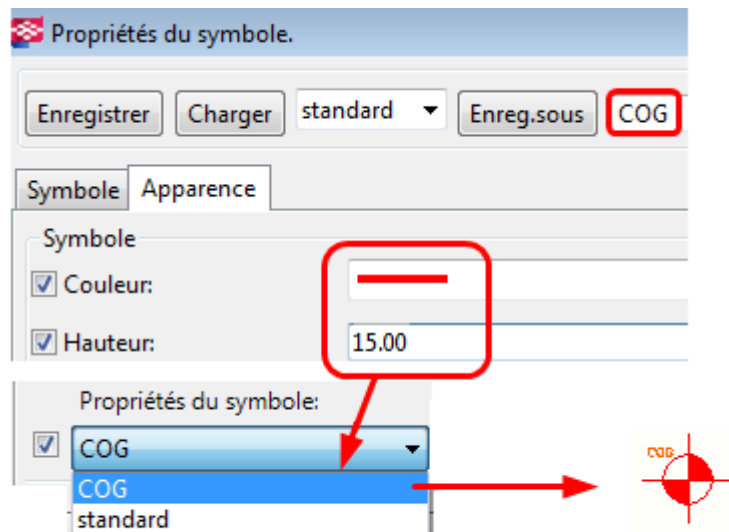 Propriétés du symbole.
Enregistrer Charger standard Enreg.sous COG
Symbole Apparence
Symbole
Couleur:
Hauteur: 15.00
Propriétés du symbole:
COG
COG
standard
COG